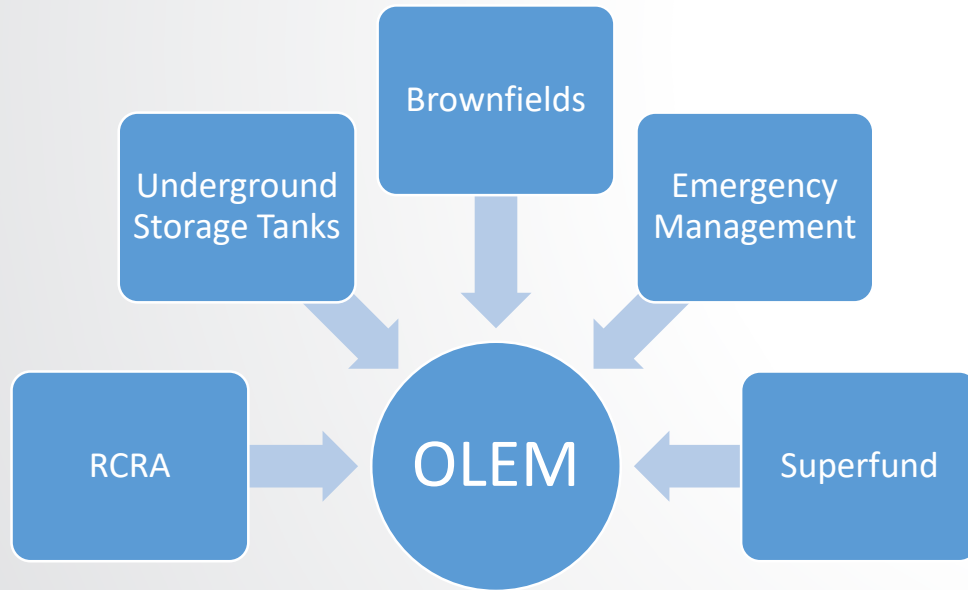 Brownfields
Underground
Storage Tanks
Emergency
Management
RCRA
OLEM
Superfund